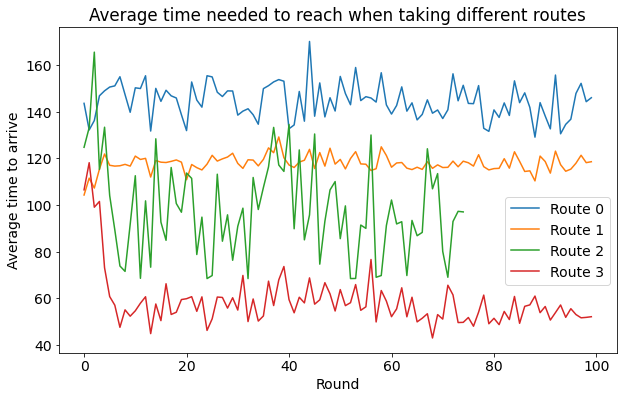 Average time needed to reach when taking different routes
Average time to arrive
160
140
120
100
80
60
40
Route 0
Route 1
Route 2
Route 3
0
20
40
60
80
100
Round